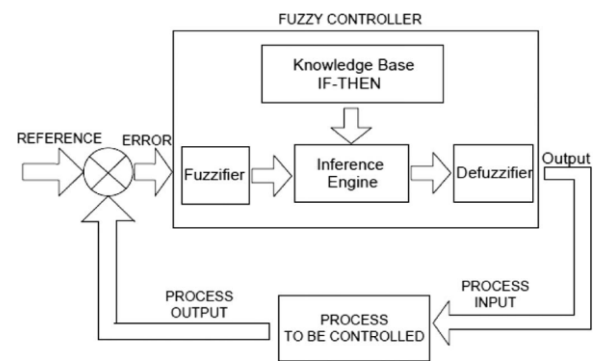 FUZZY CONTROLLER
Knowledge Base
IF-THEN
REFERENCE
ERROR
Fuzzifier
Inference
Engine
Defuzzifier
Output
PROCESS
INPUT
PROCESS
OUTPUT
PROCESS
TO BE CONTROLLED